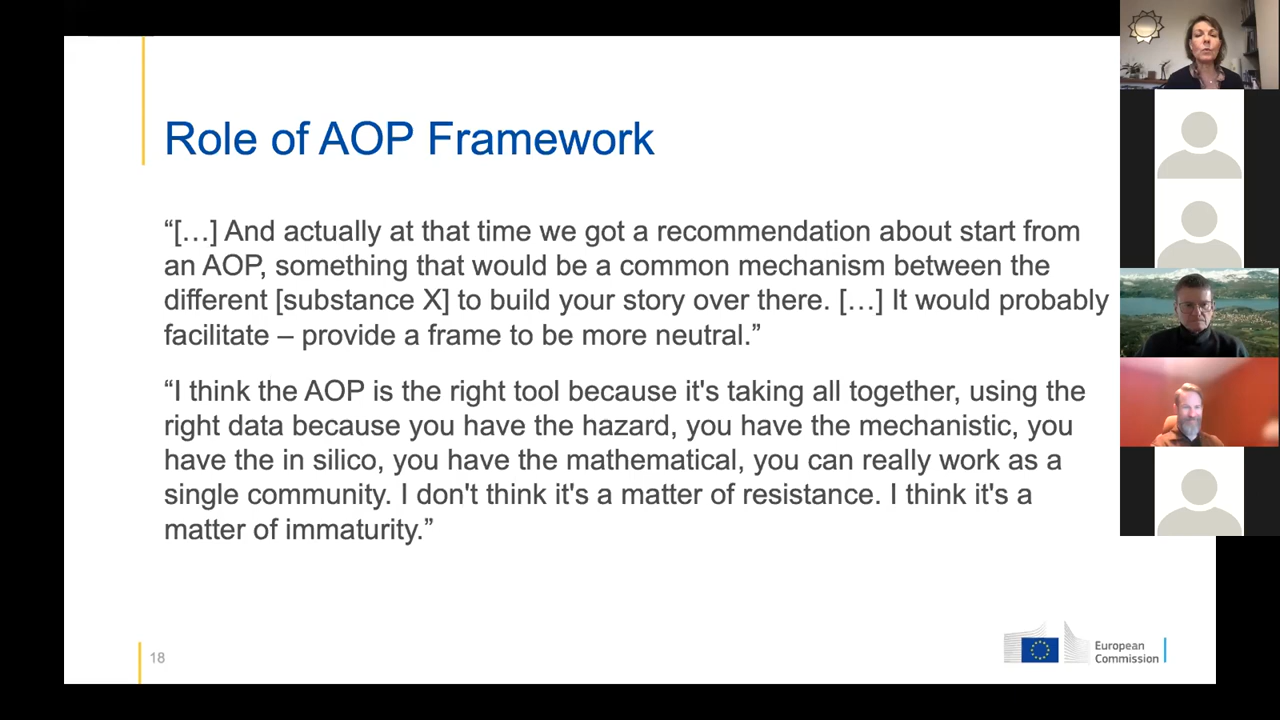 Role of AOP Framework
“[…] And actually at that time we got a recommendation about start from
an AOP, something that would be a common mechanism between the
different [substance X] to build your story over there. […] It would probably
facilitate – provide a frame to be more neutral.”
“I think the AOP is the right tool because it's taking all together, using the
right data because you have the hazard, you have the mechanistic, you
have the in silico, you have the mathematical, you can really work as a
single community. I don't think it's a matter of resistance. I think it's a
matter of immaturity.”
18
European
Commission